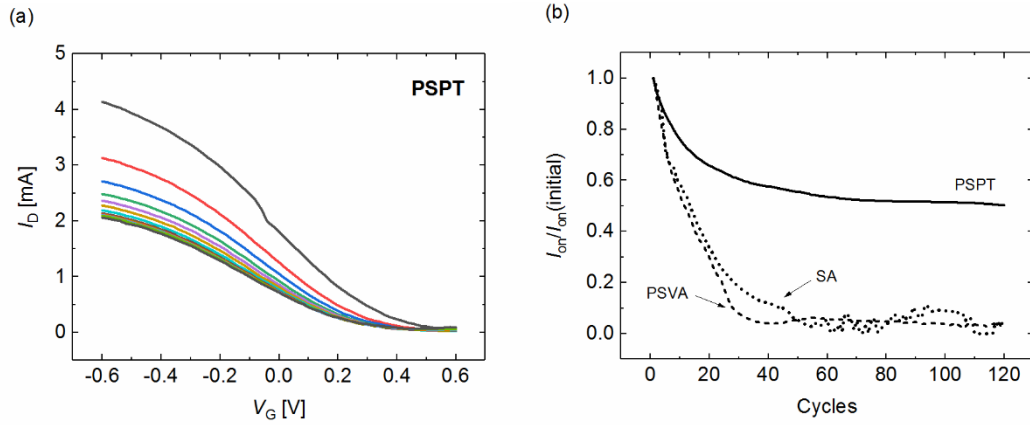 (a)
PSPT
5
4
3
2
1
0
I_D [mA]
-0.6 -0.4 -0.2 0.0 0.2 0.4 0.6
V_G [V]
(b)
1.0
0.8
0.6
0.4
0.2
0.0
I_on/I_on(initial)
PSPT
SA
PSVA
0 20 40 60 80 100 120
Cycles